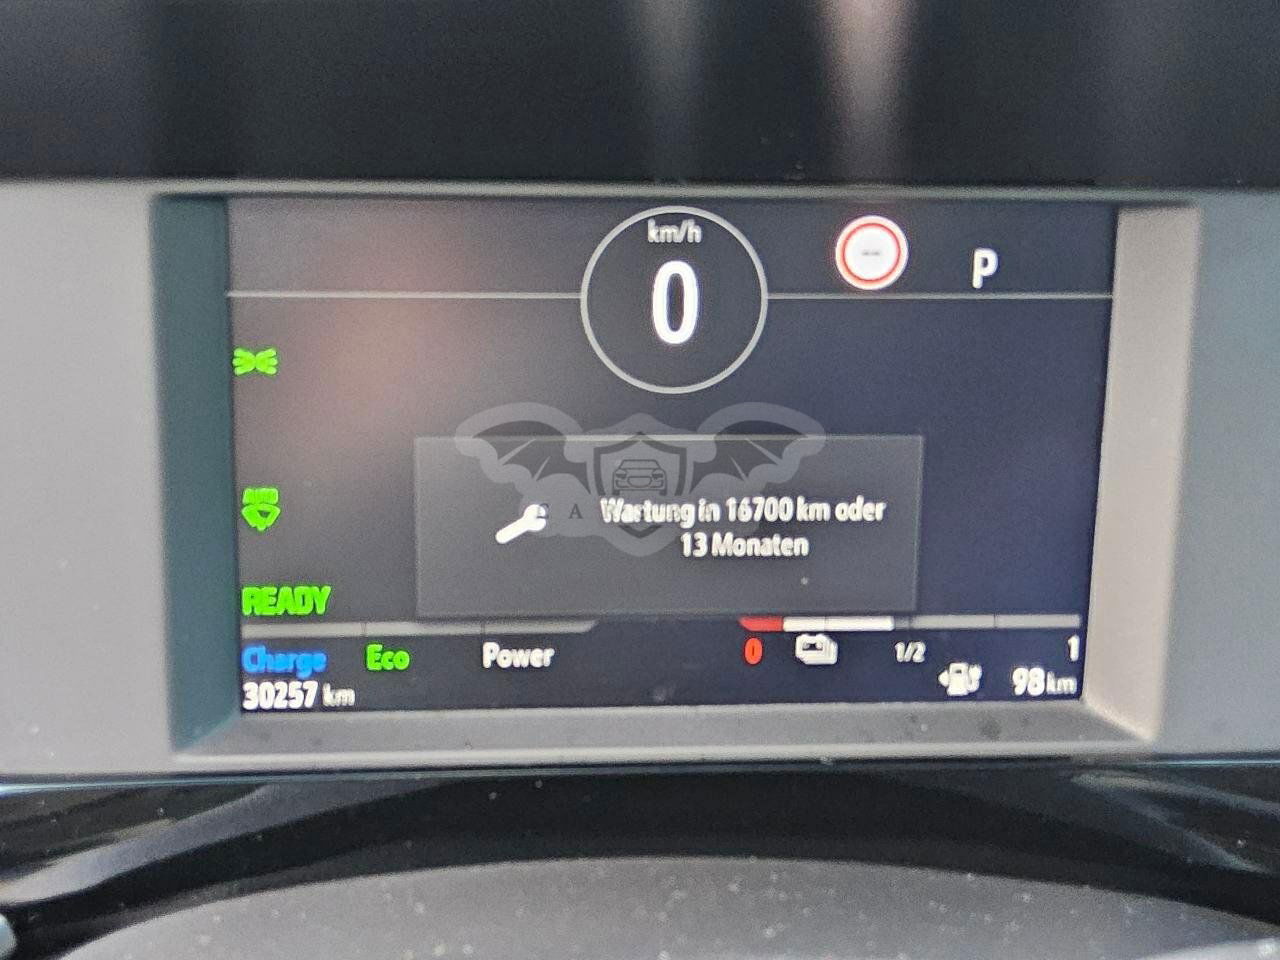 km/h
0
P
AUTO
Wartung in 16700 km oder
13 Monaten
READY
Charge Eco Power
0 1/2 1
30257 km
98 km